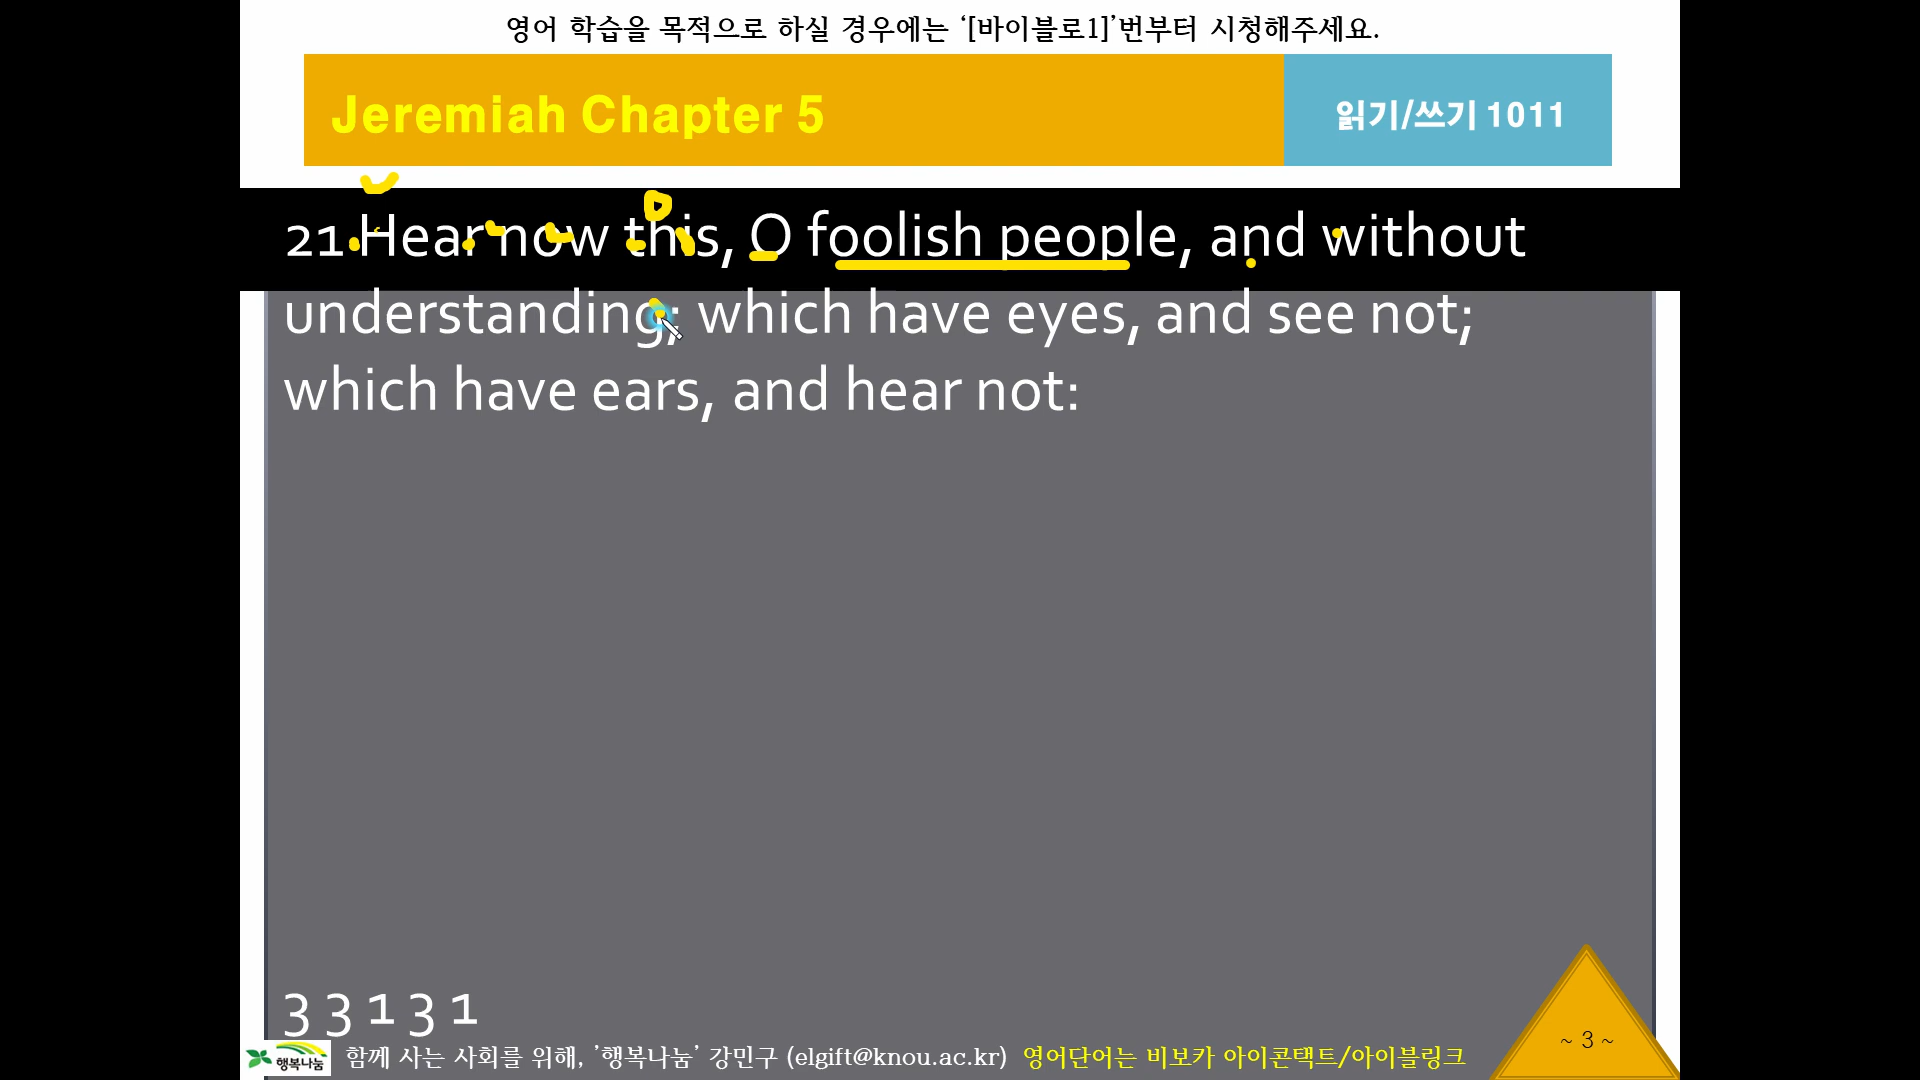 영어 학습을 목적으로 하실 경우에는 ‘[바이블로1]’번부터 시청해주세요.
Jeremiah Chapter 5
읽기/쓰기 1011
21.Hear now this, O foolish people, and without
understanding; which have eyes, and see not;
which have ears, and hear not:
3 3 1 3 1
~ 3 ~
행복나눔 함께 사는 사회를 위해, ’행복나눔’ 강민구 (elgift@knou.ac.kr) 영어단어는 비보카 아이콘택트/아이블링크